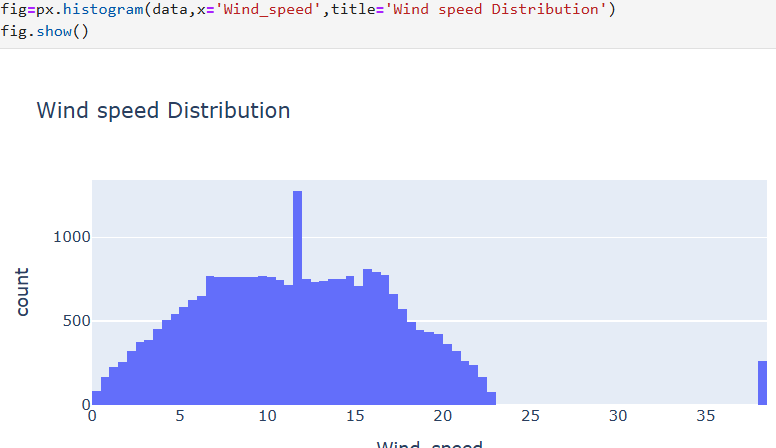 fig=px.histogram(data,x='Wind_speed',title='Wind speed Distribution')
fig.show()
Wind speed Distribution
1000
500
0
count
0 5 10 15 20 25 30 35
Wind_speed